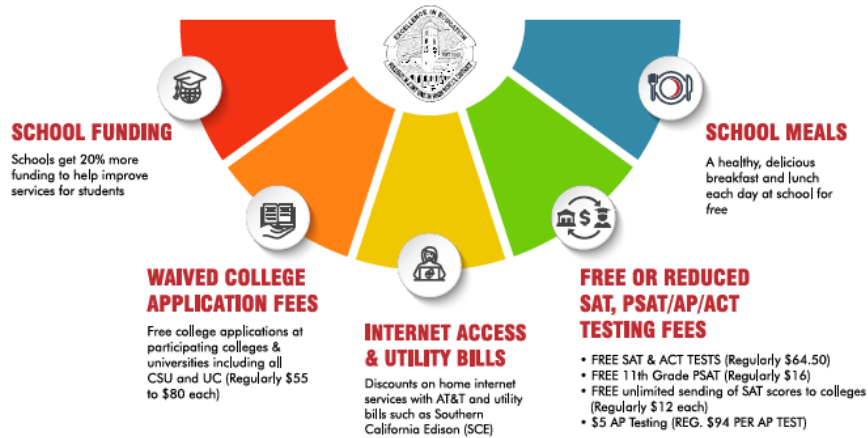 EXCELLENCE IN EDUCATION
SCHOOL FUNDING
Schools get 20% more
funding to help improve
services for students
WAIVED COLLEGE
APPLICATION FEES
Free college applications at
participating colleges &
universities including all
CSU and UC (Regularly $55
to $80 each)
INTERNET ACCESS
& UTILITY BILLS
Discounts on home internet
services with AT&T and utility
bills such as Southern
California Edison (SCE)
FREE OR REDUCED
SAT, PSAT/AP/ACT
TESTING FEES
• FREE SAT & ACT TESTS (Regularly $64.50)
• FREE 11th Grade PSAT (Regularly $16)
• FREE unlimited sending of SAT scores to colleges
(Regularly $12 each)
• $5 AP Testing (REG. $94 PER AP TEST)
SCHOOL MEALS
A healthy, delicious
breakfast and lunch
each day at school for
free